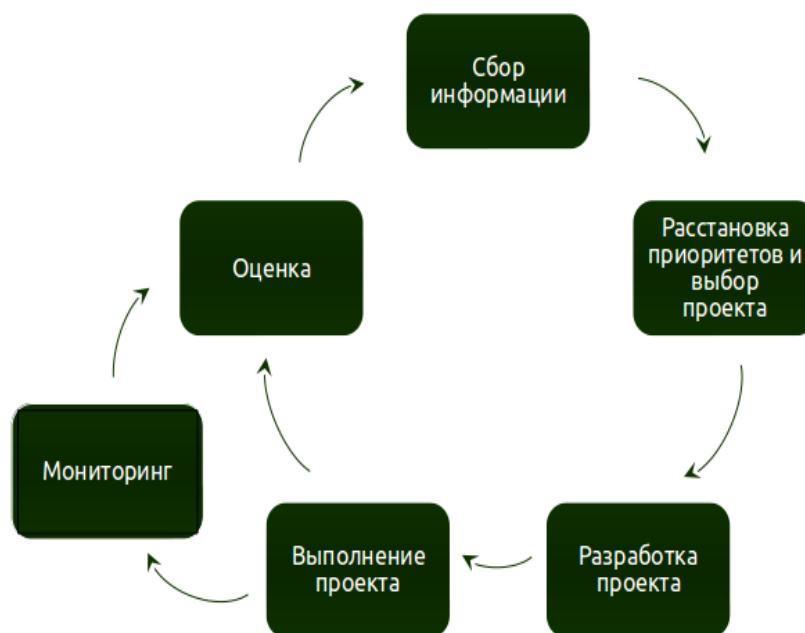 Сбор
информации
Расстановка
приоритетов и
выбор
проекта
Разработка
проекта
Выполнение
проекта
Мониторинг
Оценка